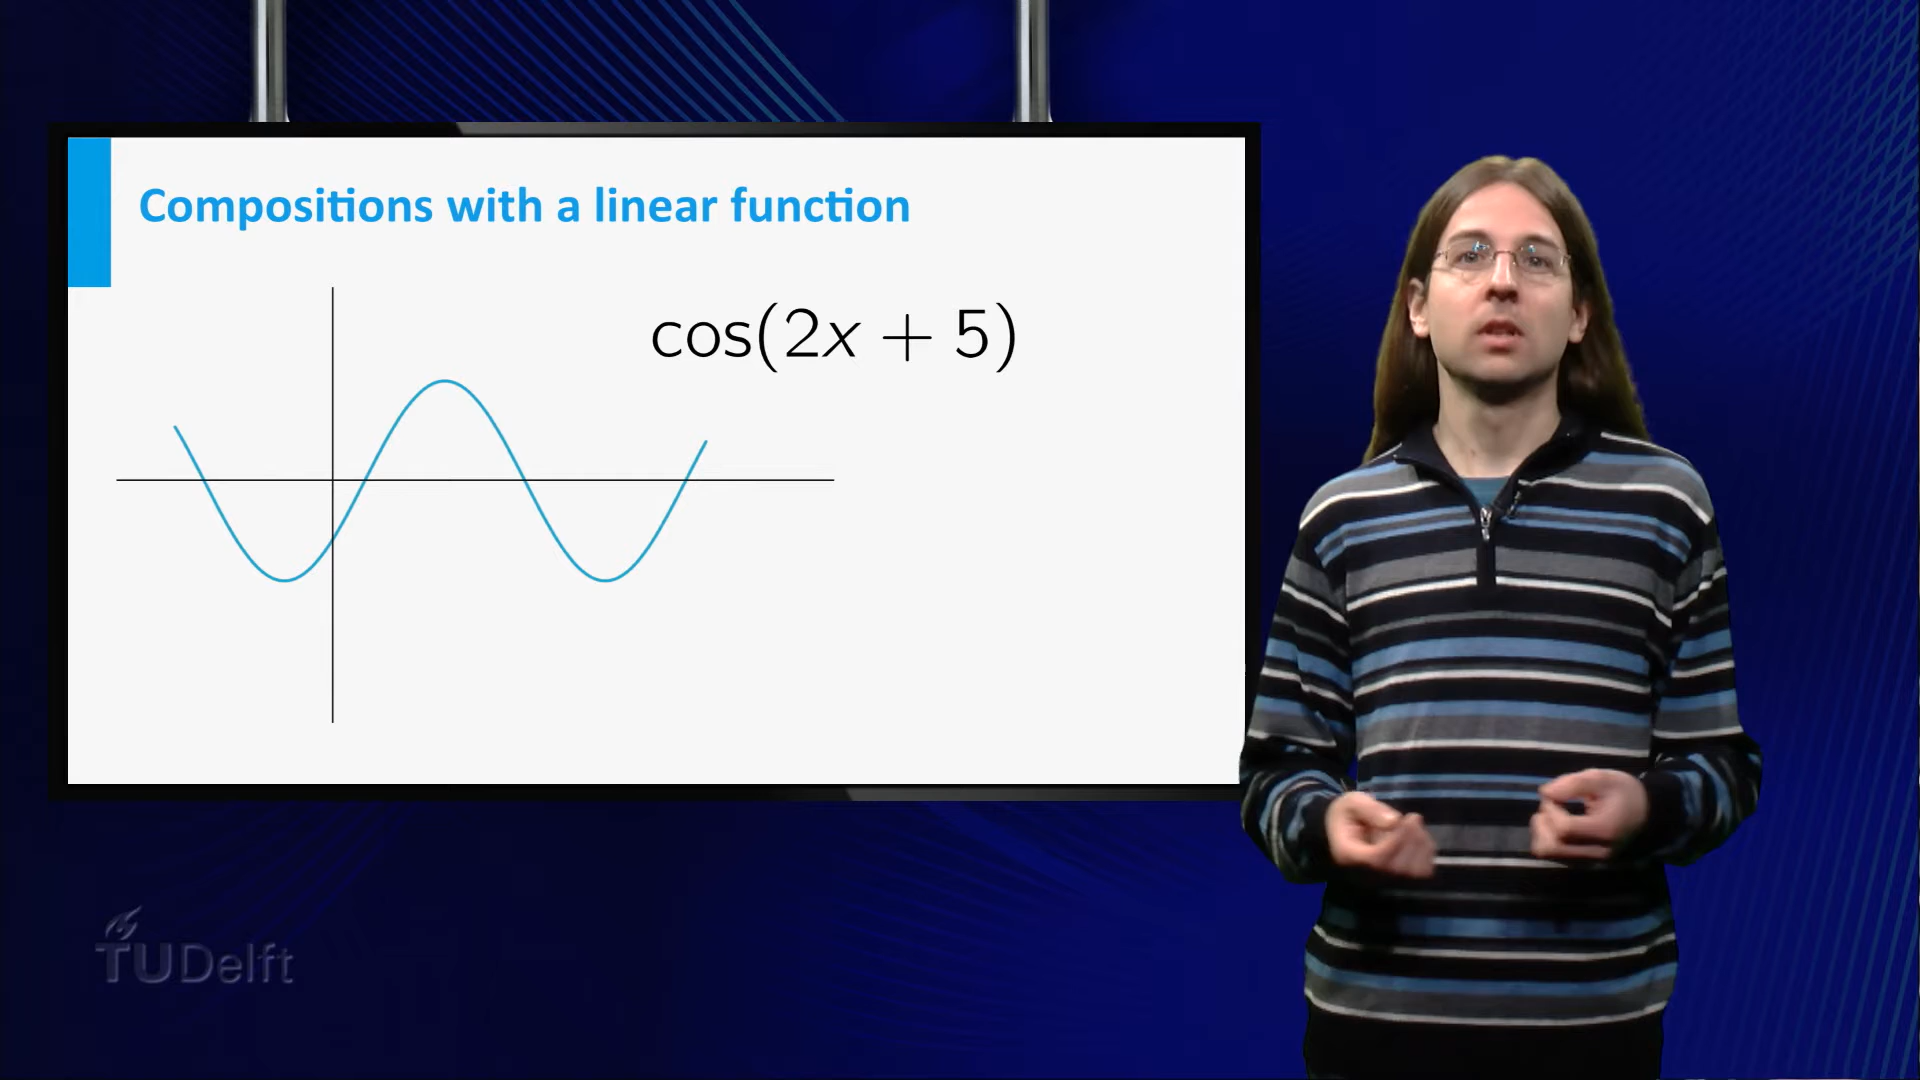 Compositions with a linear function
cos(2x + 5)
TUDelft